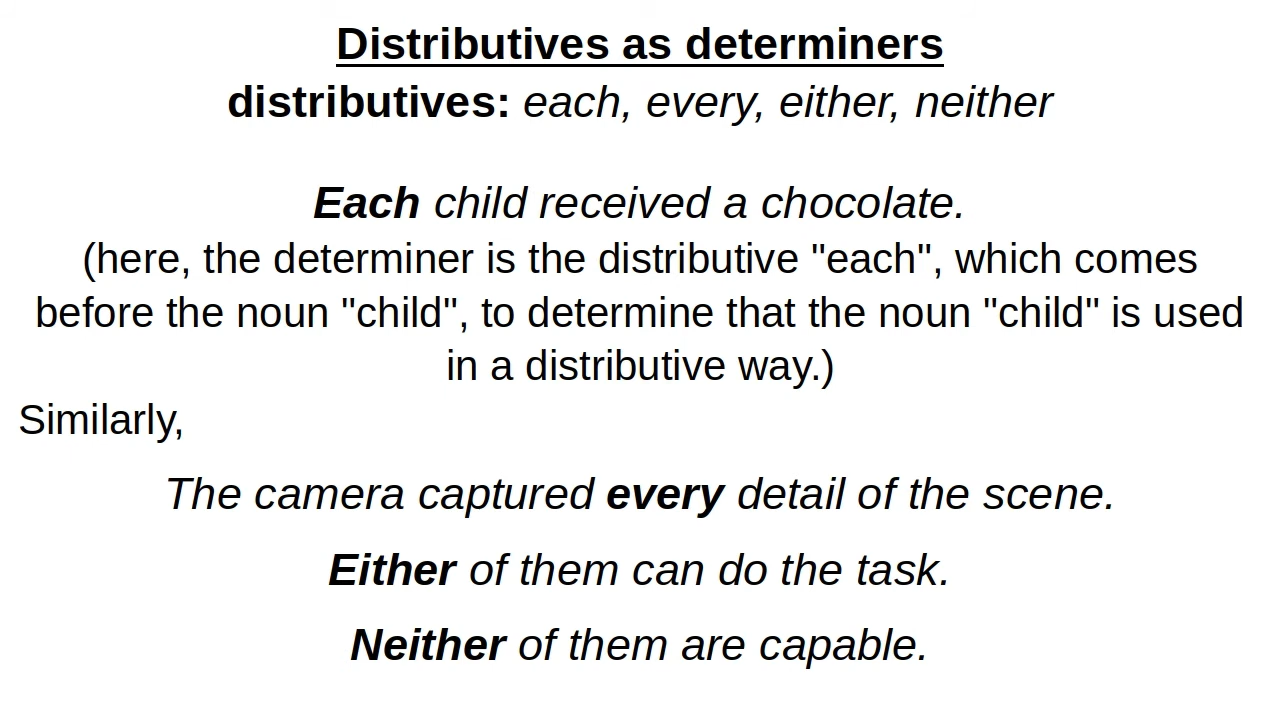 Distributives as determiners
distributives: each, every, either, neither
Each child received a chocolate.
(here, the determiner is the distributive "each", which comes
before the noun "child", to determine that the noun "child" is used
in a distributive way.)
Similarly,
The camera captured every detail of the scene.
Either of them can do the task.
Neither of them are capable.